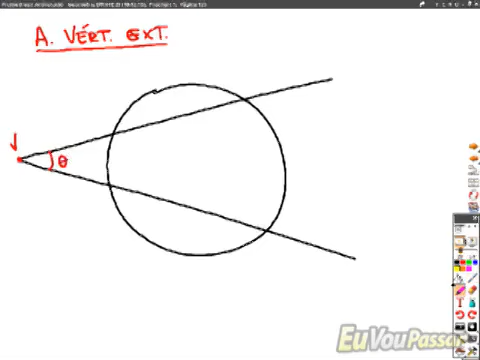 A. VÉRT. EXT.
V
θ
EuVouPassar